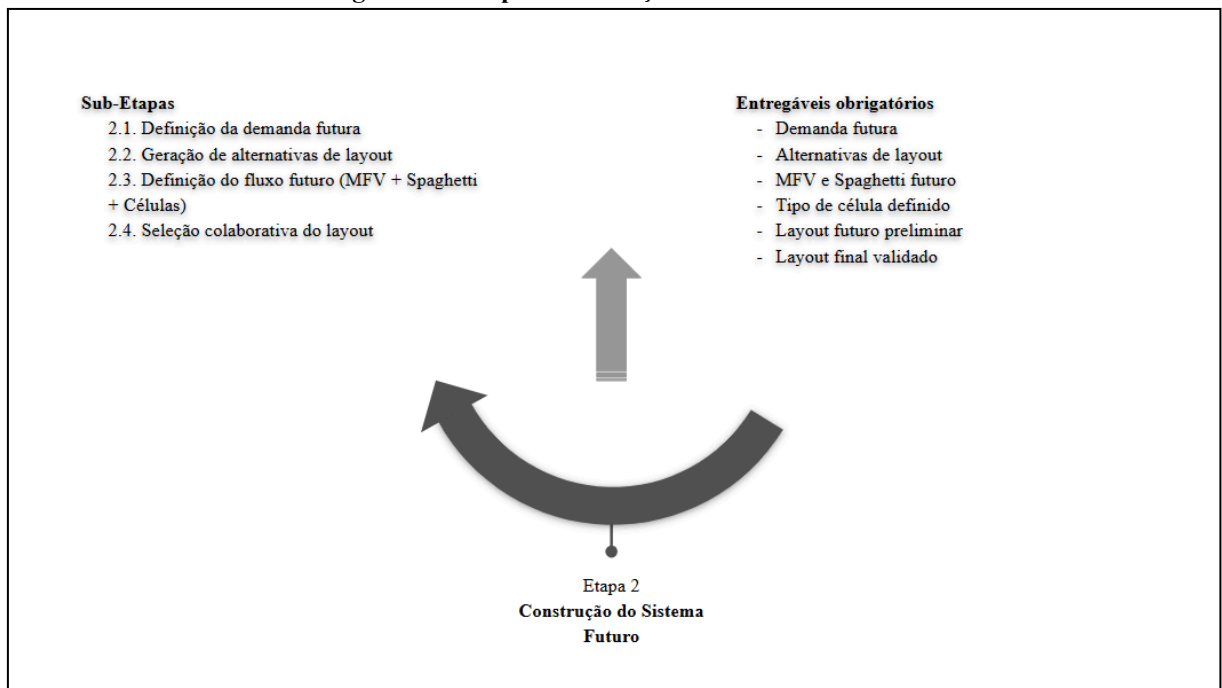 Sub-Etapas
2.1. Definição da demanda futura
2.2. Geração de alternativas de layout
2.3. Definição do fluxo futuro (MFV + Spaghetti
+ Células)
2.4. Seleção colaborativa do layout
Entregáveis obrigatórios
- Demanda futura
- Alternativas de layout
- MFV e Spaghetti futuro
- Tipo de célula definido
- Layout futuro preliminar
- Layout final validado
Etapa 2
Construção do Sistema
Futuro